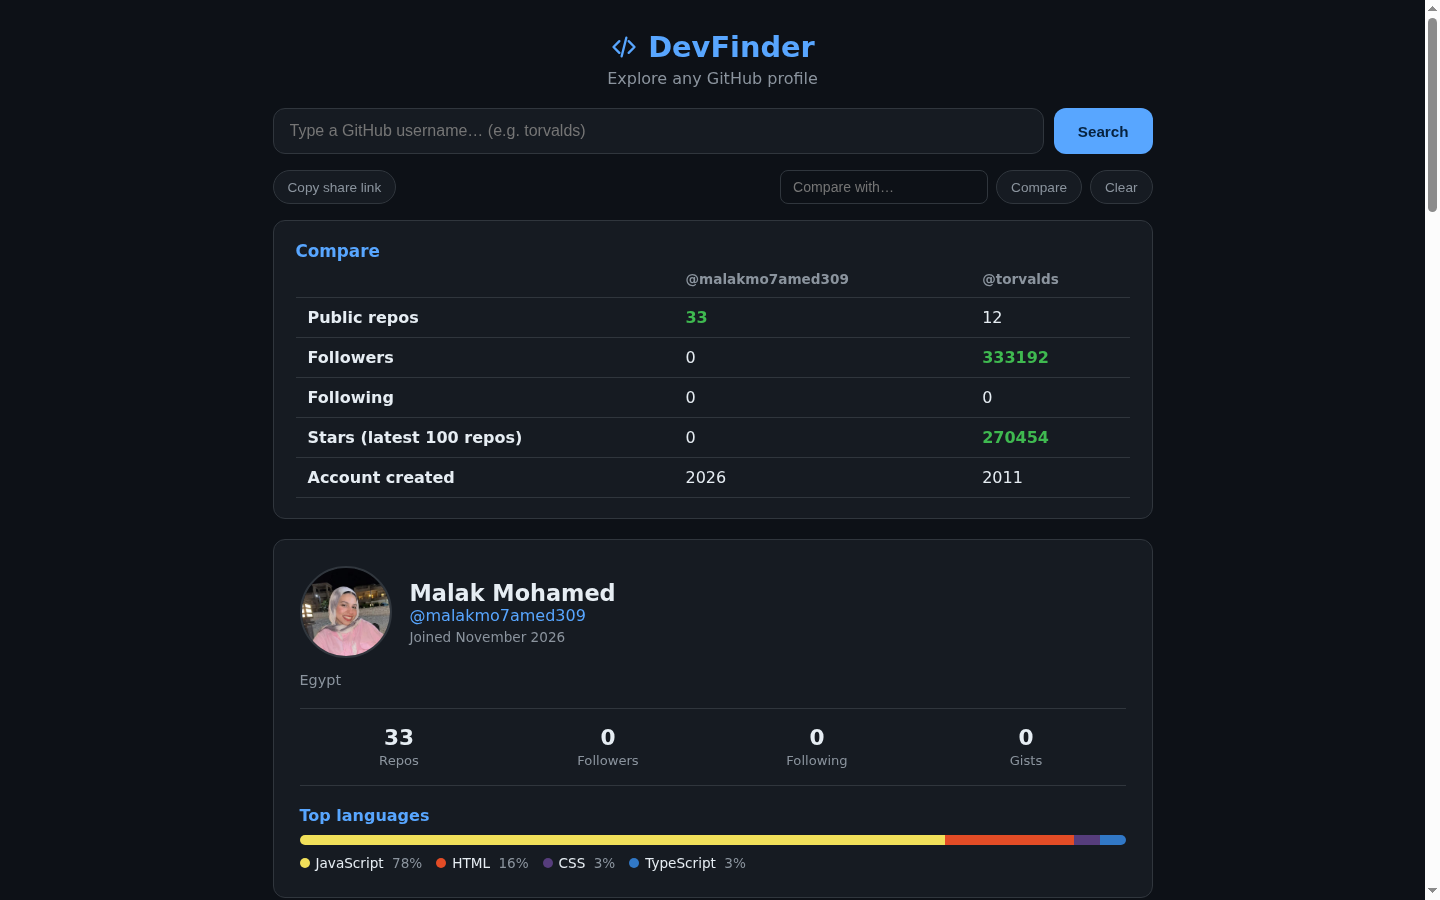 DevFinder
Explore any GitHub profile
Type a GitHub username… (e.g. torvalds)
Search
Copy share link
Compare with…
Compare
Clear
Compare
@malakmo7amed309 @torvalds
Public repos 33 12
Followers 0 333192
Following 0 0
Stars (latest 100 repos) 0 270454
Account created 2026 2011
Malak Mohamed
@malakmo7amed309
Joined November 2026
Egypt
33 0 0 0
Repos Followers Following Gists
Top languages
JavaScript 78% HTML 16% CSS 3% TypeScript 3%